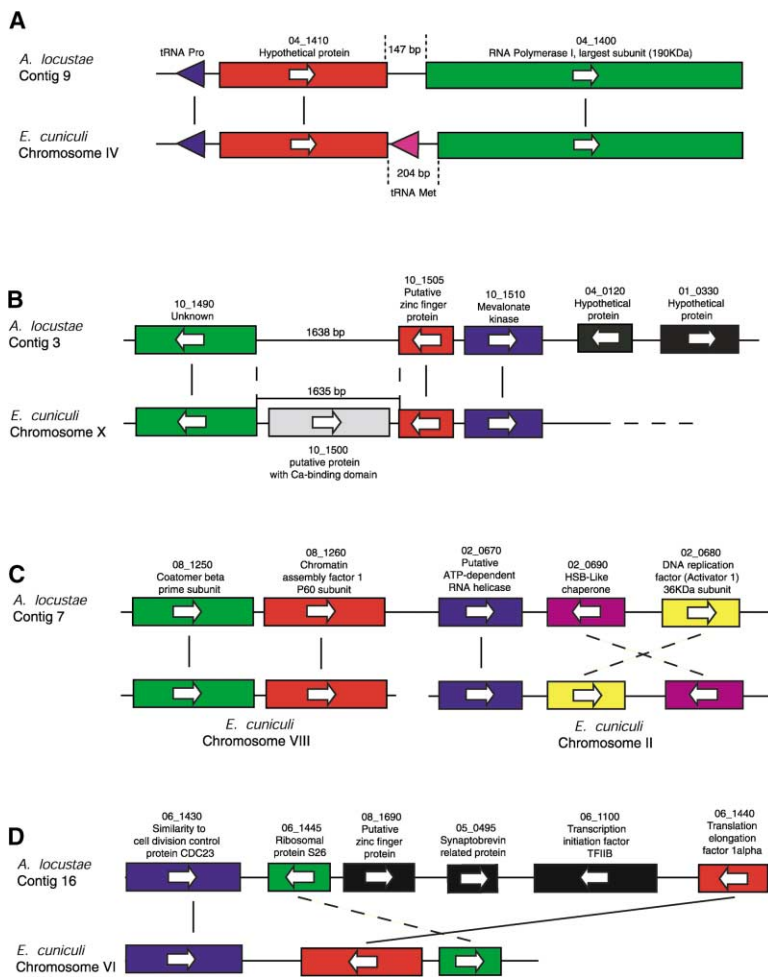 A
tRNA Pro
04_1410
Hypothetical protein
147 bp
04_1400
RNA Polymerase I, largest subunit (190KDa)
A. locustae
Contig 9
E. cuniculi
Chromosome IV
204 bp
tRNA Met
B
10_1490
Unknown
1638 bp
10_1505
Putative
zinc finger
protein
10_1510
Mevalonate
kinase
04_0120
Hypothetical
protein
01_0330
Hypothetical
protein
A. locustae
Contig 3
1635 bp
E. cuniculi
Chromosome X
10_1500
putative protein
with Ca-binding domain
C
08_1250
Coatomer beta
prime subunit
08_1260
Chromatin
assembly factor 1
P60 subunit
02_0670
Putative
ATP-dependent
RNA helicase
02_0690
HSB-Like
chaperone
02_0680
DNA replication
factor (Activator 1)
36KDa subunit
A. locustae
Contig 7
E. cuniculi
Chromosome VIII
E. cuniculi
Chromosome II
D
06_1430
Similarity to
cell division control
protein CDC23
06_1445
Ribosomal
protein S26
08_1690
Putative
zinc finger
protein
05_0495
Synaptobrevin
related protein
06_1100
Transcription
initiation factor
TFIIB
06_1440
Translation
elongation
factor 1alpha
A. locustae
Contig 16
E. cuniculi
Chromosome VI